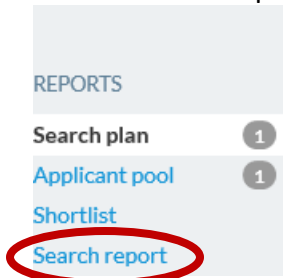 REPORTS
Search plan 1
Applicant pool 1
Shortlist
Search report